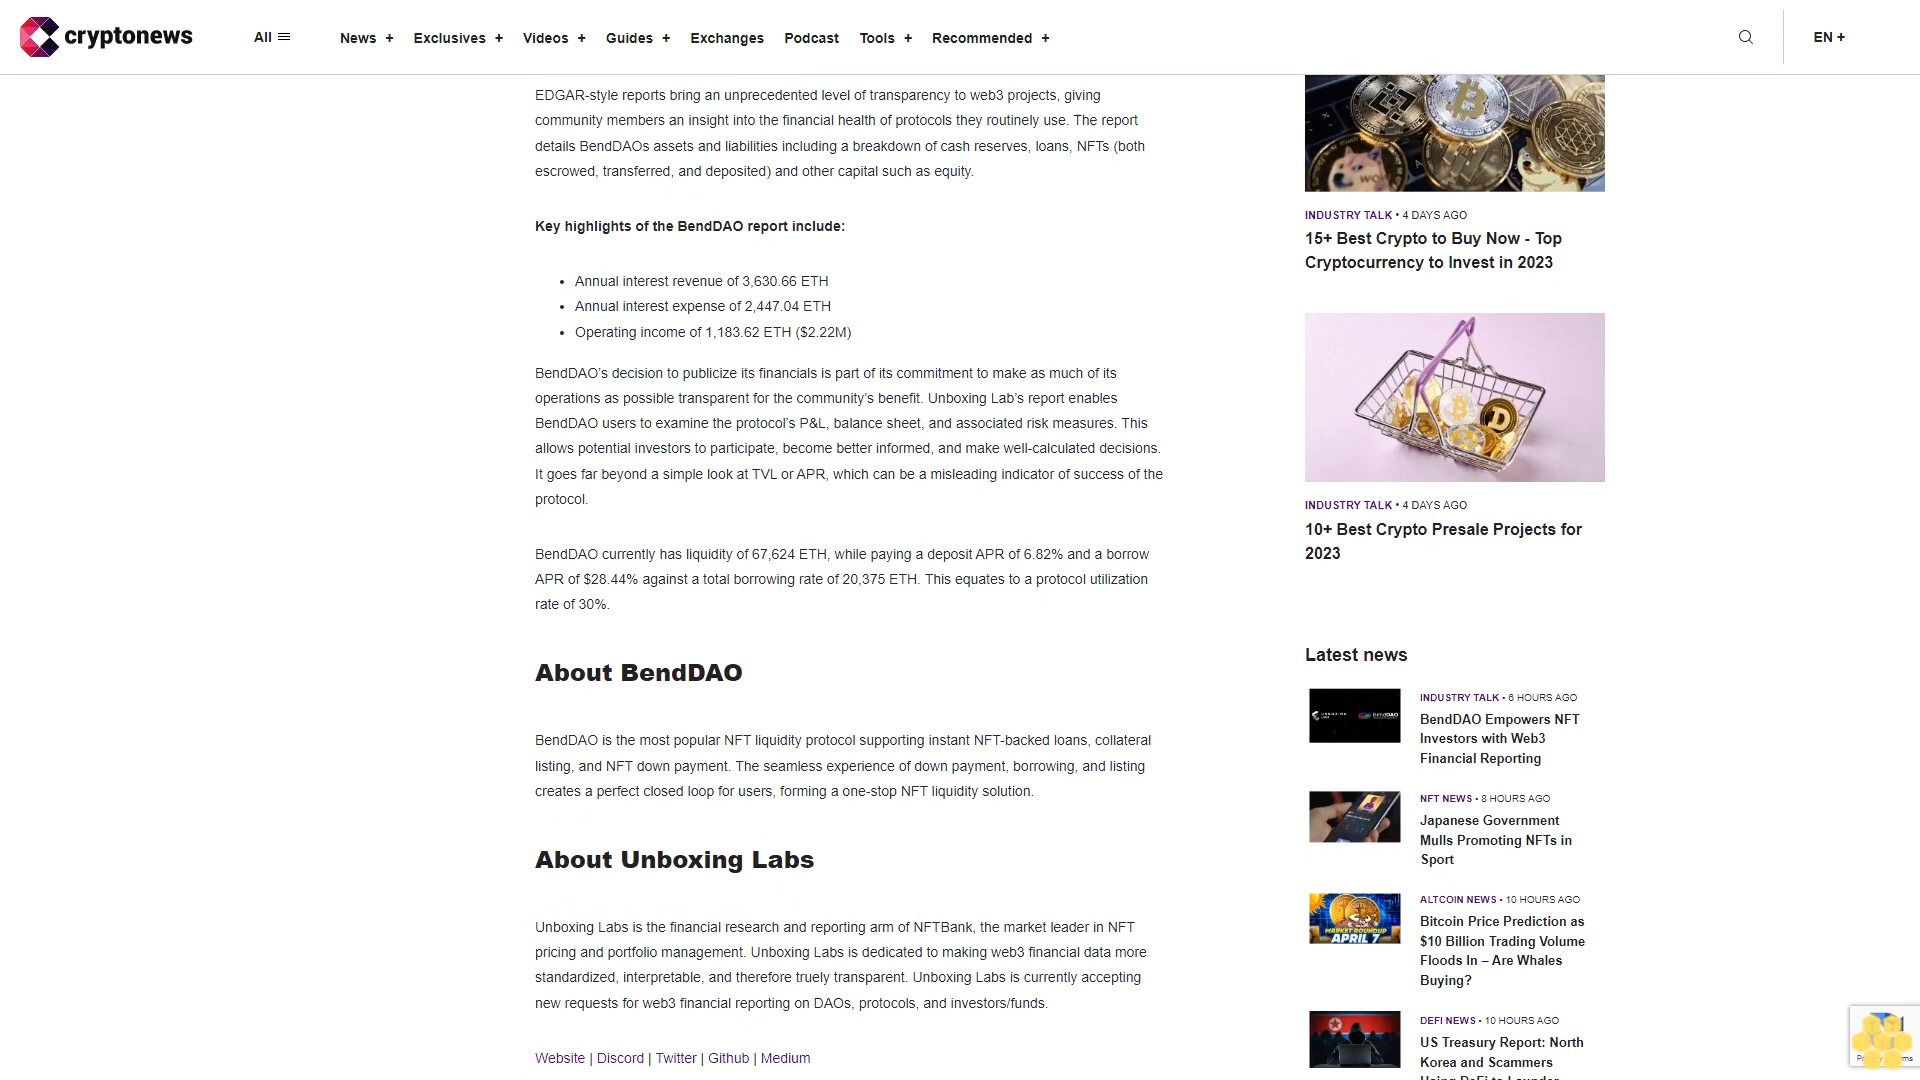 cryptonews
All
News +
Exclusives +
Videos +
Guides +
Exchanges
Podcast
Tools +
Recommended +
EN +
EDGAR-style reports bring an unprecedented level of transparency to web3 projects, giving
community members an insight into the financial health of protocols they routinely use. The report
details BendDAOs assets and liabilities including a breakdown of cash reserves, loans, NFTs (both
escrowed, transferred, and deposited) and other capital such as equity.
Key highlights of the BendDAO report include:
• Annual interest revenue of 3,630.66 ETH
• Annual interest expense of 2,447.04 ETH
• Operating income of 1,183.62 ETH ($2.22M)
BendDAO’s decision to publicize its financials is part of its commitment to make as much of its
operations as possible transparent for the community’s benefit. Unboxing Lab’s report enables
BendDAO users to examine the protocol’s P&L, balance sheet, and associated risk measures. This
allows potential investors to participate, become better informed, and make well-calculated decisions.
It goes far beyond a simple look at TVL or APR, which can be a misleading indicator of success of the
protocol.
BendDAO currently has liquidity of 67,624 ETH, while paying a deposit APR of 6.82% and a borrow
APR of $28.44% against a total borrowing rate of 20,375 ETH. This equates to a protocol utilization
rate of 30%.
About BendDAO
BendDAO is the most popular NFT liquidity protocol supporting instant NFT-backed loans, collateral
listing, and NFT down payment. The seamless experience of down payment, borrowing, and listing
creates a perfect closed loop for users, forming a one-stop NFT liquidity solution.
About Unboxing Labs
Unboxing Labs is the financial research and reporting arm of NFTBank, the market leader in NFT
pricing and portfolio management. Unboxing Labs is dedicated to making web3 financial data more
standardized, interpretable, and therefore truely transparent. Unboxing Labs is currently accepting
new requests for web3 financial reporting on DAOs, protocols, and investors/funds.
Website | Discord | Twitter | Github | Medium
INDUSTRY TALK • 4 DAYS AGO
15+ Best Crypto to Buy Now - Top
Cryptocurrency to Invest in 2023
INDUSTRY TALK • 4 DAYS AGO
10+ Best Crypto Presale Projects for
2023
Latest news
BendDAO
INDUSTRY TALK • 6 HOURS AGO
BendDAO Empowers NFT
Investors with Web3
Financial Reporting
NFT NEWS • 8 HOURS AGO
Japanese Government
Mulls Promoting NFTs in
Sport
MARKET ROUNDUP
APRIL 7
ALTCOIN NEWS • 10 HOURS AGO
Bitcoin Price Prediction as
$10 Billion Trading Volume
Floods In – Are Whales
Buying?
DEFI NEWS • 10 HOURS AGO
US Treasury Report: North
Korea and Scammers
Using DeFi to Launder